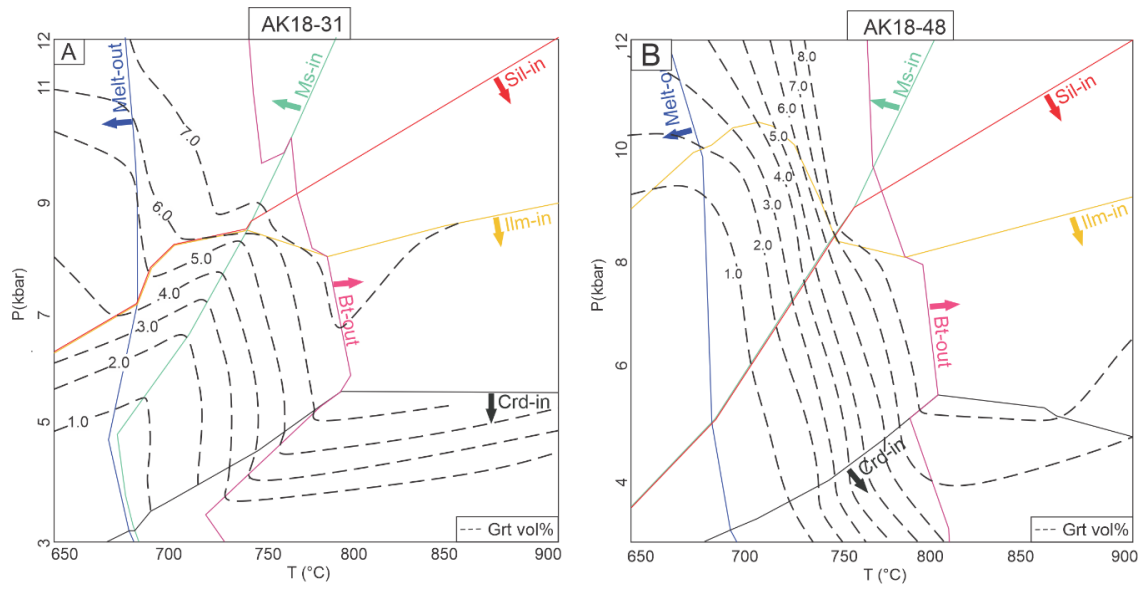 AK18-31
A
12
11
9
7
5
3
P(kbar)
Melt-out
Ms-in
Sil-in
Ilm-in
Bt-out
Crd-in
7.0
6.0
5.0
.4.0
3.0
2.0
1.0
Grt vol%
650
700
750
800
850
900
T (°C)
AK18-48
B
12
10
8
6
4
P(kbar)
Melt-o
Ms-in
Sil-in
Ilm-in
Bt-out
Crd-in
8.0
7.0
6.0
5.0
4.0
3.0
2.0
1.0
Grt vol%
650
700
750
800
850
900
T (°C)